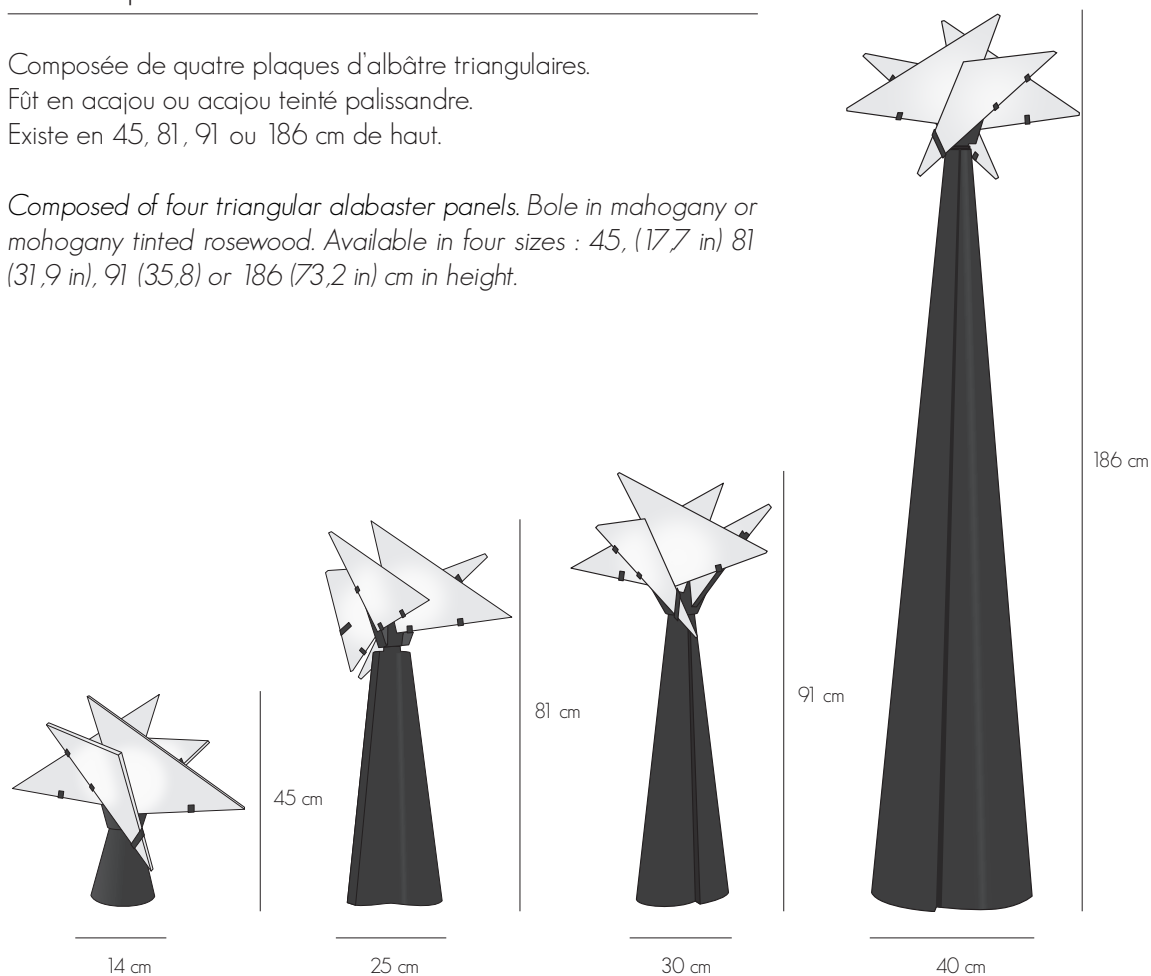 Composée de quatre plaques d'albâtre triangulaires.
Fût en acajou ou acajou teinté palissandre.
Existe en 45, 81, 91 ou 186 cm de haut.
Composed of four triangular alabaster panels. Bole in mahogany or
mohogany tinted rosewood. Available in four sizes : 45, (17,7 in) 81
(31,9 in), 91 (35,8) or 186 (73,2 in) cm in height.
186 cm
91 cm
81 cm
45 cm
14 cm
25 cm
30 cm
40 cm